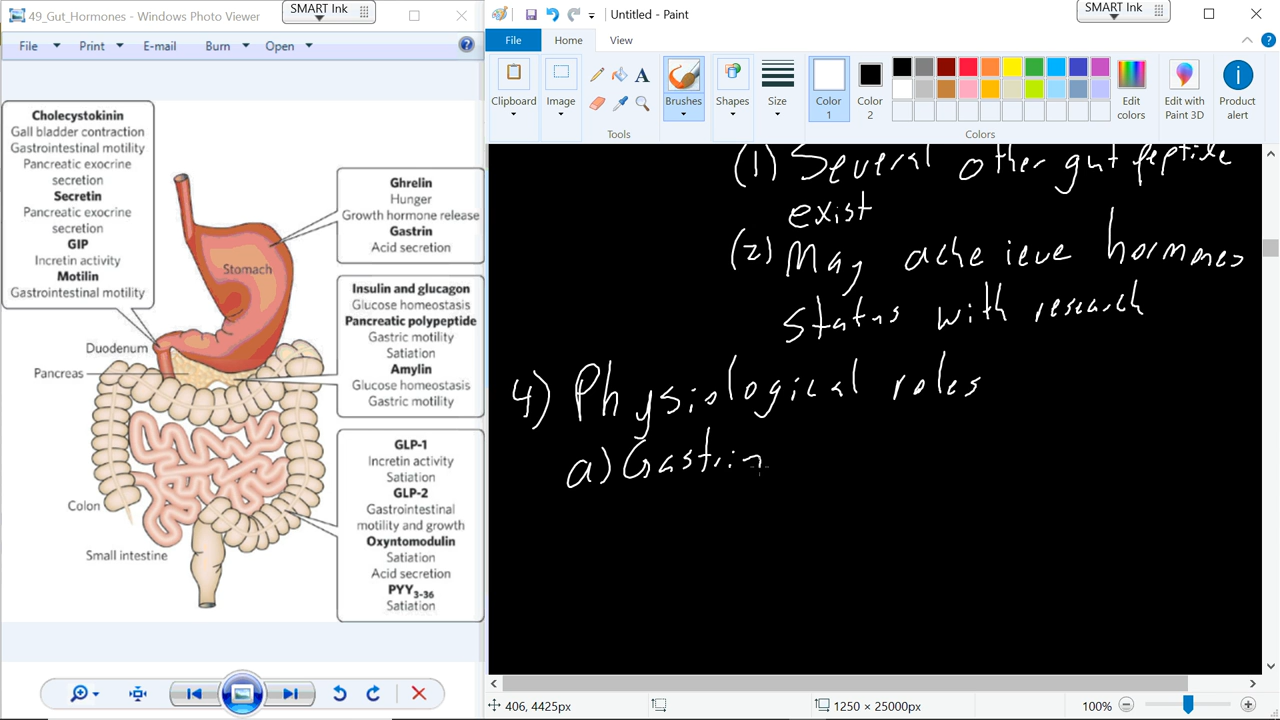 49_Gut_Hormones - Windows Photo Viewer
SMART Ink
File Print E-mail Burn Open
Cholecystokinin
Gall bladder contraction
Gastrointestinal motility
Pancreatic exocrine
secretion
Secretin
Pancreatic exocrine
secretion
GIP
Incretin activity
Motilin
Gastrointestinal motility
Ghrelin
Hunger
Growth hormone release
Gastrin
Acid secretion
Stomach
Insulin and glucagon
Glucose homeostasis
Pancreatic polypeptide
Gastric motility
Satiation
Amylin
Glucose homeostasis
Gastric motility
Duodenum
Pancreas
GLP-1
Incretin activity
Satiation
GLP-2
Gastrointestinal
motility and growth
Oxyntomodulin
Satiation
Acid secretion
PYY3-36
Satiation
Colon
Small intestine
Untitled - Paint
SMART Ink
File Home View
Clipboard
Image
Tools
Brushes
Shapes
Size
Color
1
Color
2
Edit
colors
Edit with
Paint 3D
Product
alert
Colors
(1) Several other gut peptide
exist
(2) May acheieve hormones
status with research
4) Physiological roles
a) Gastrin
406, 4425px
1250 × 25000px
100%